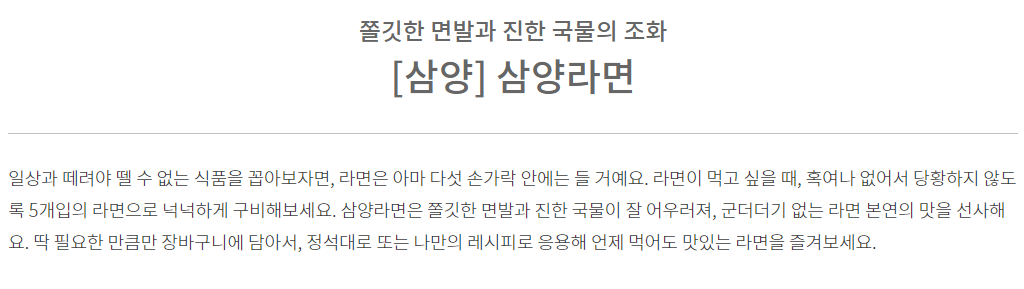 쫄깃한 면발과 진한 국물의 조화
[삼양] 삼양라면
일상과 떼려야 뗄 수 없는 식품을 꼽아보자면, 라면은 아마 다섯 손가락 안에는 들 거예요. 라면이 먹고 싶을 때, 혹여나 없어서 당황하지 않도
록 5개입의 라면으로 넉넉하게 구비해보세요. 삼양라면은 쫄깃한 면발과 진한 국물이 잘 어우러져, 군더더기 없는 라면 본연의 맛을 선사해
요. 딱 필요한 만큼만 장바구니에 담아서, 정석대로 또는 나만의 레시피로 응용해 언제 먹어도 맛있는 라면을 즐겨보세요.